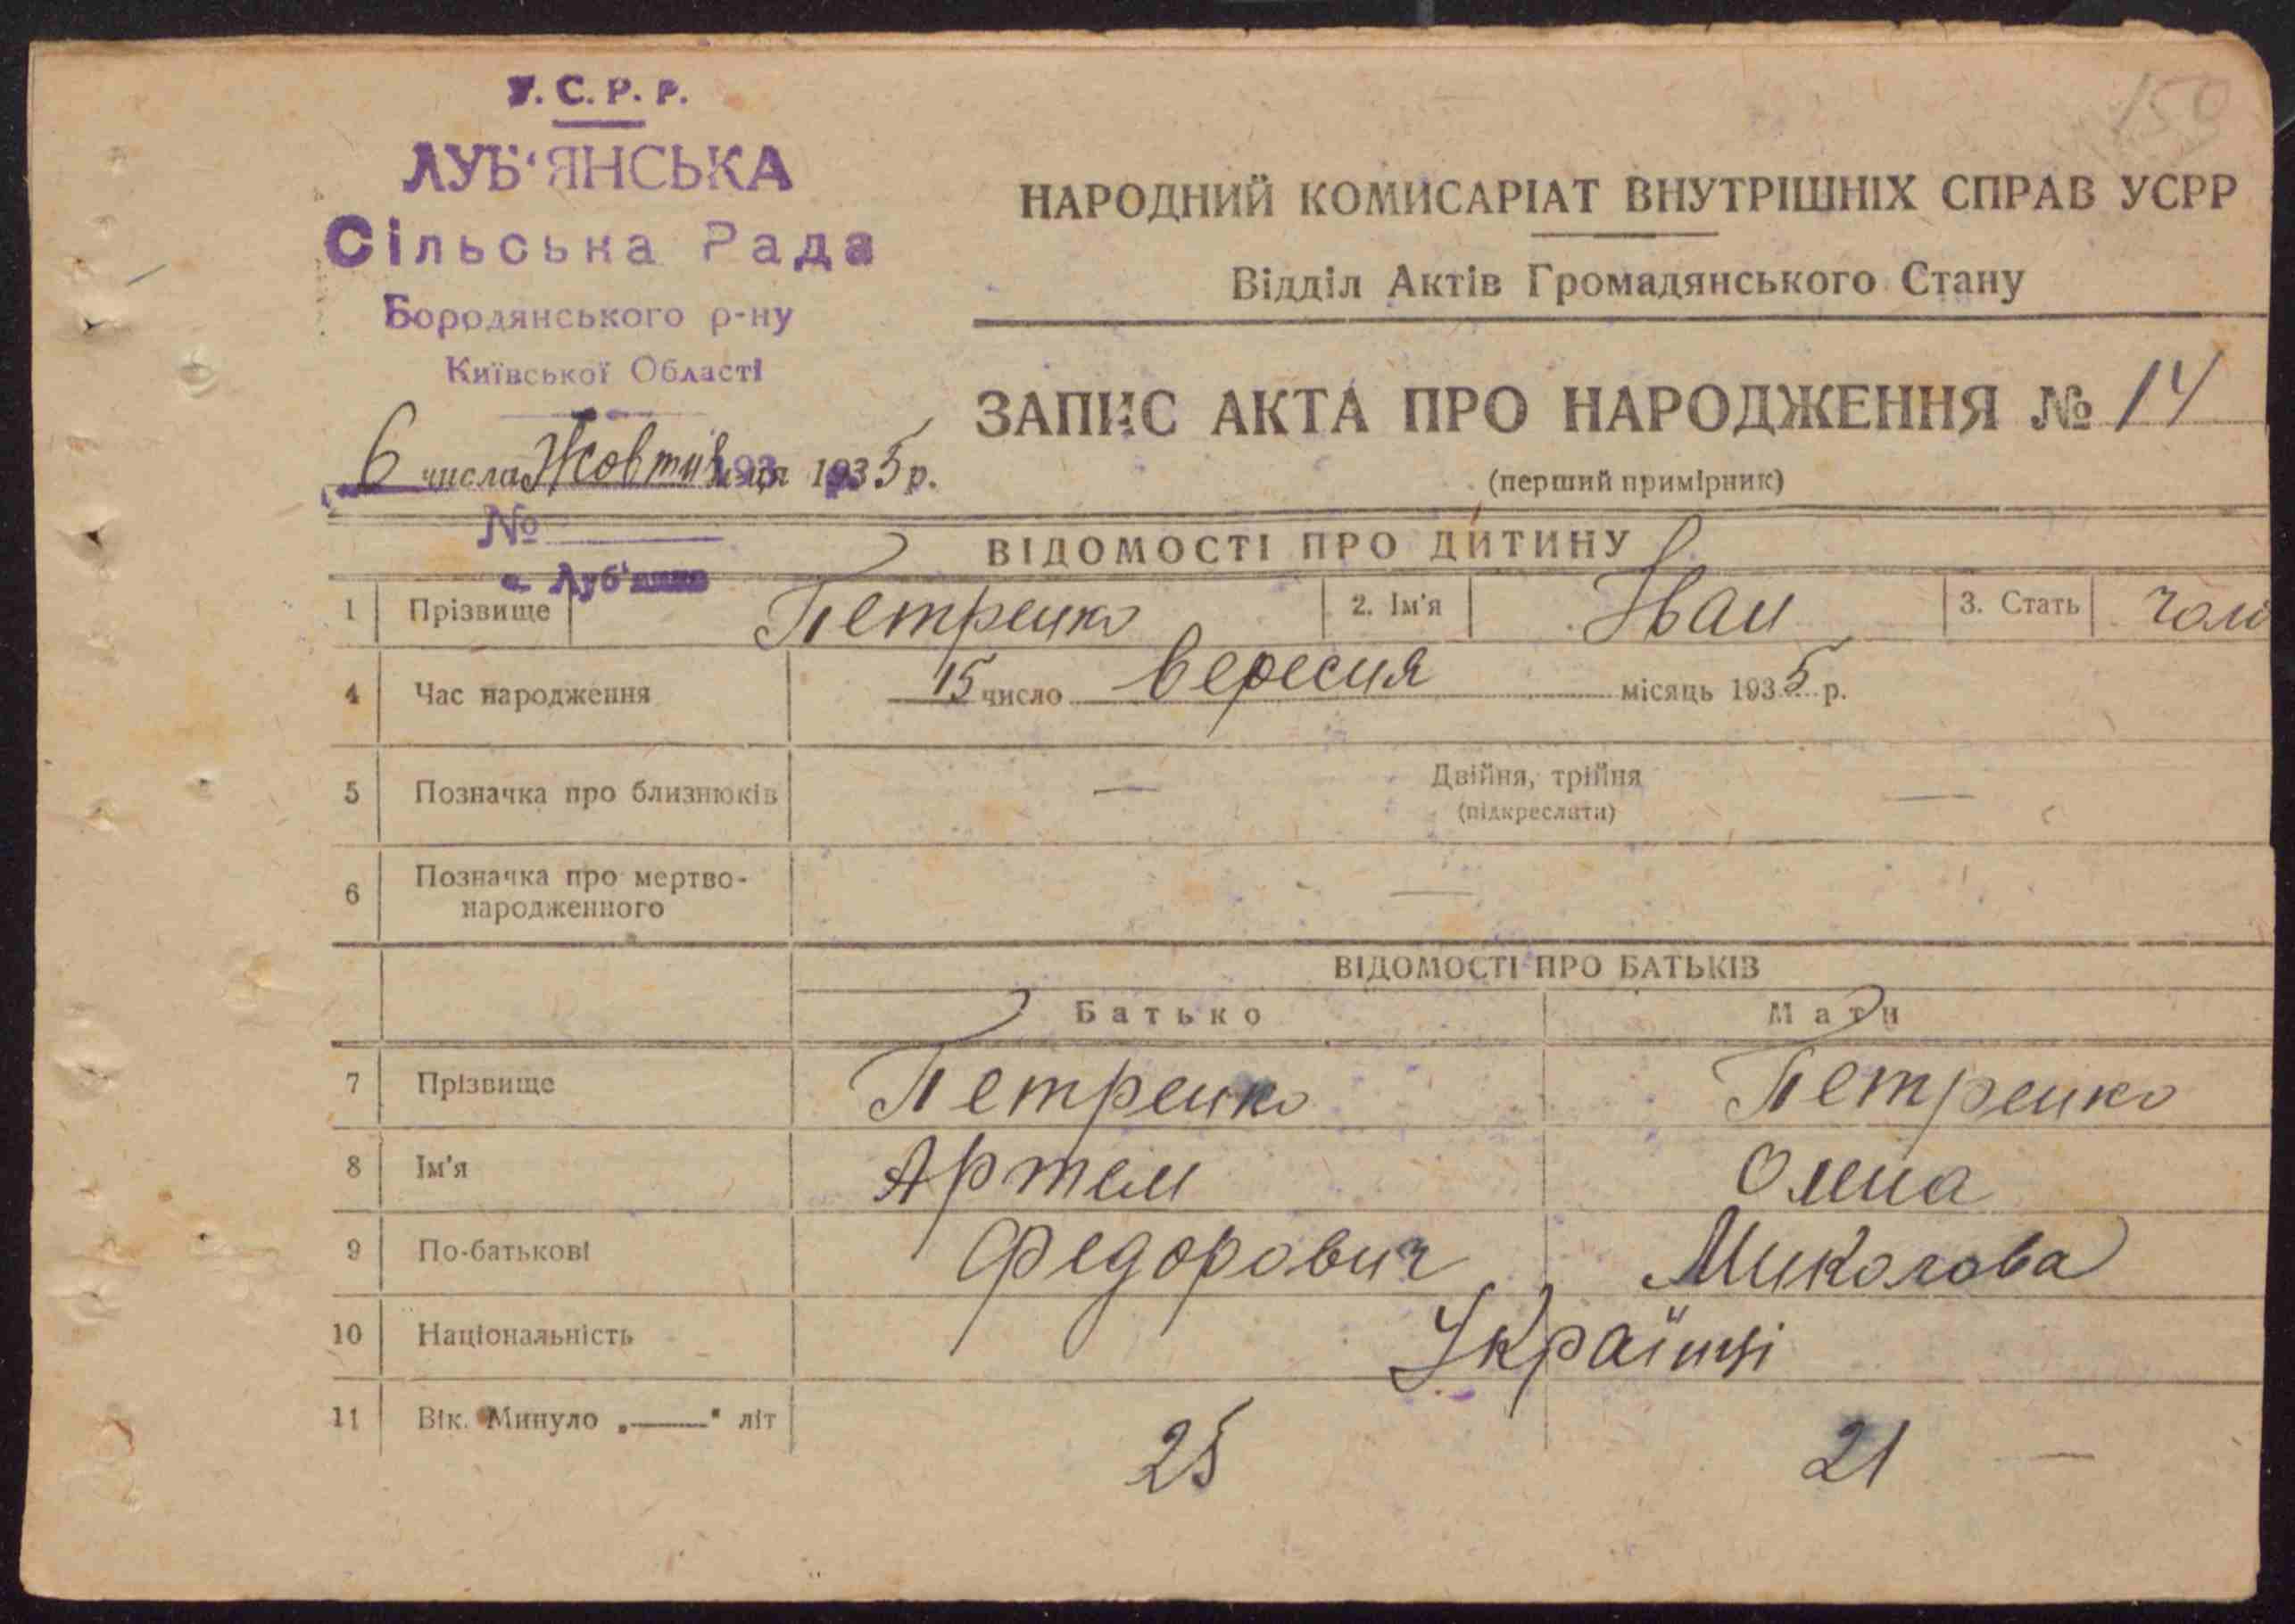 159
У.С.Р.Р.
ЛУБ'ЯНСЬКА
Сільська Рада
Бородянського р-ну
Київської Області
НАРОДНИЙ КОМИСАРІАТ ВНУТРІШНІХ СПРАВ УСРР
Відділ Актів Громадянського Стану
ЗАПИС АКТА ПРО НАРОДЖЕННЯ № 14
(перший примірник)
6 числа Жовтня 1935 р.
№
с. Луб'янка
ВІДОМОСТІ ПРО ДИТИНУ
1 Прізвище Петренко 2. Ім'я Іван 3. Стать чолов
4 Час народження 15 число вересня місяць 1935 р.
5 Позначка про близнюків — Двійня, трійня —
(підкреслити)
6 Позначка про мертво-
народженного —
ВІДОМОСТІ ПРО БАТЬКІВ
Батько Мати
7 Прізвище Петренко Петренко
8 Ім'я Артем Олена
9 По-батькові Федорович Миколова
10 Національність Українці
11 Вік. Минуло „——" літ 25 21 —